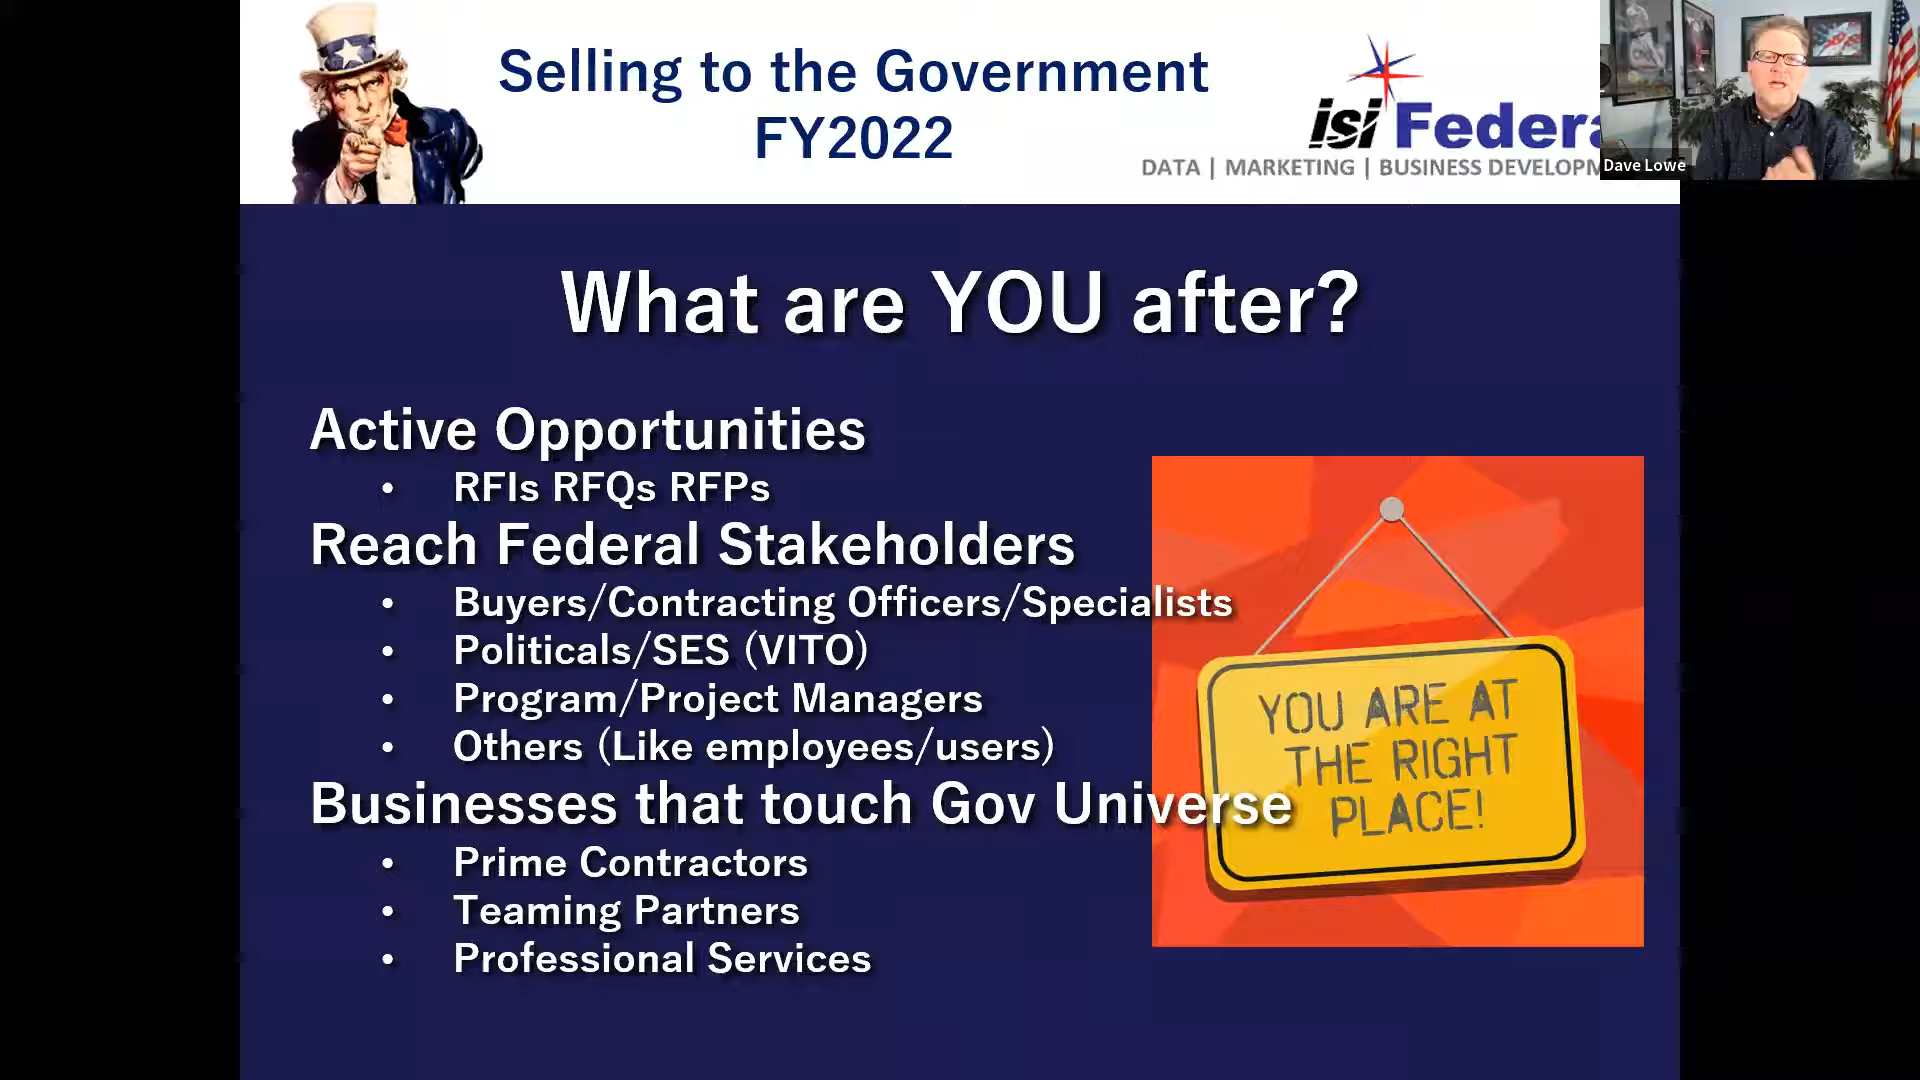 Selling to the Government
FY2022
isi Federa
DATA | MARKETING | BUSINESS DEVELOPM
Dave Lowe
What are YOU after?
Active Opportunities
• RFIs RFQs RFPs
Reach Federal Stakeholders
• Buyers/Contracting Officers/Specialists
• Politicals/SES (VITO)
• Program/Project Managers
• Others (Like employees/users)
Businesses that touch Gov Universe
• Prime Contractors
• Teaming Partners
• Professional Services
YOU ARE AT
THE RIGHT
PLACE!